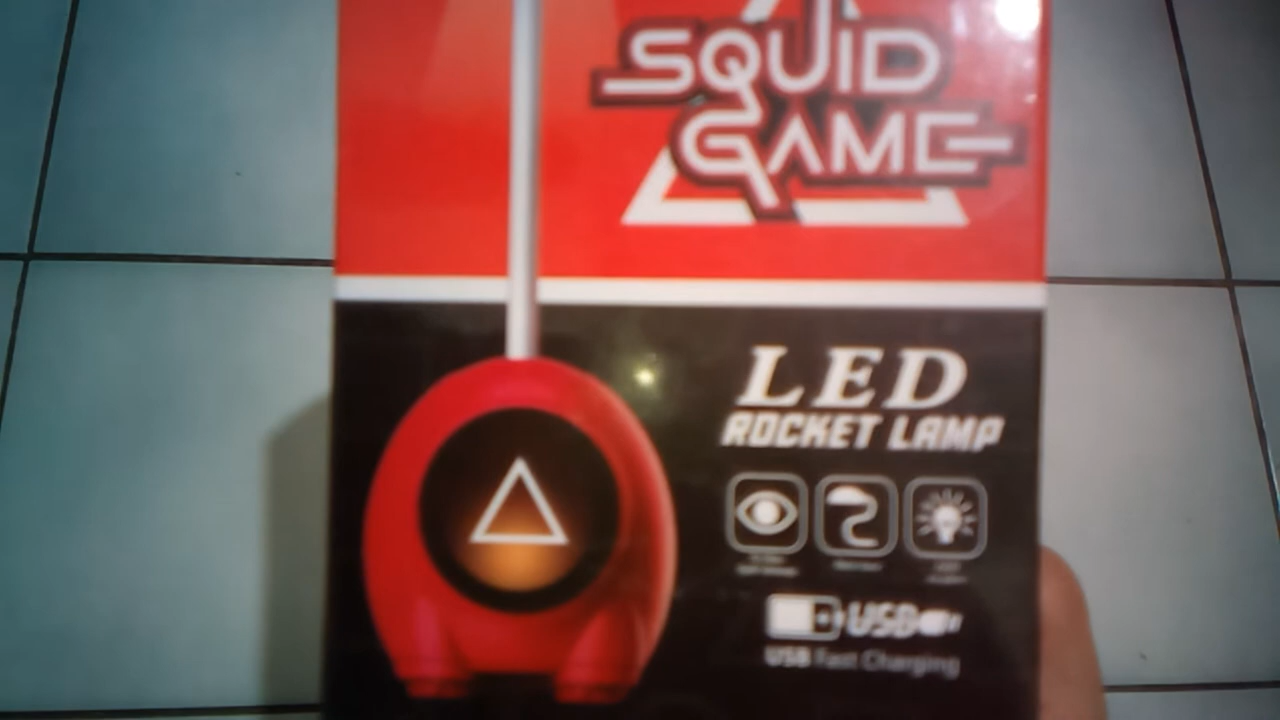 SQUID
GAME
LED
ROCKET LAMP
USB
USB Fast Charging